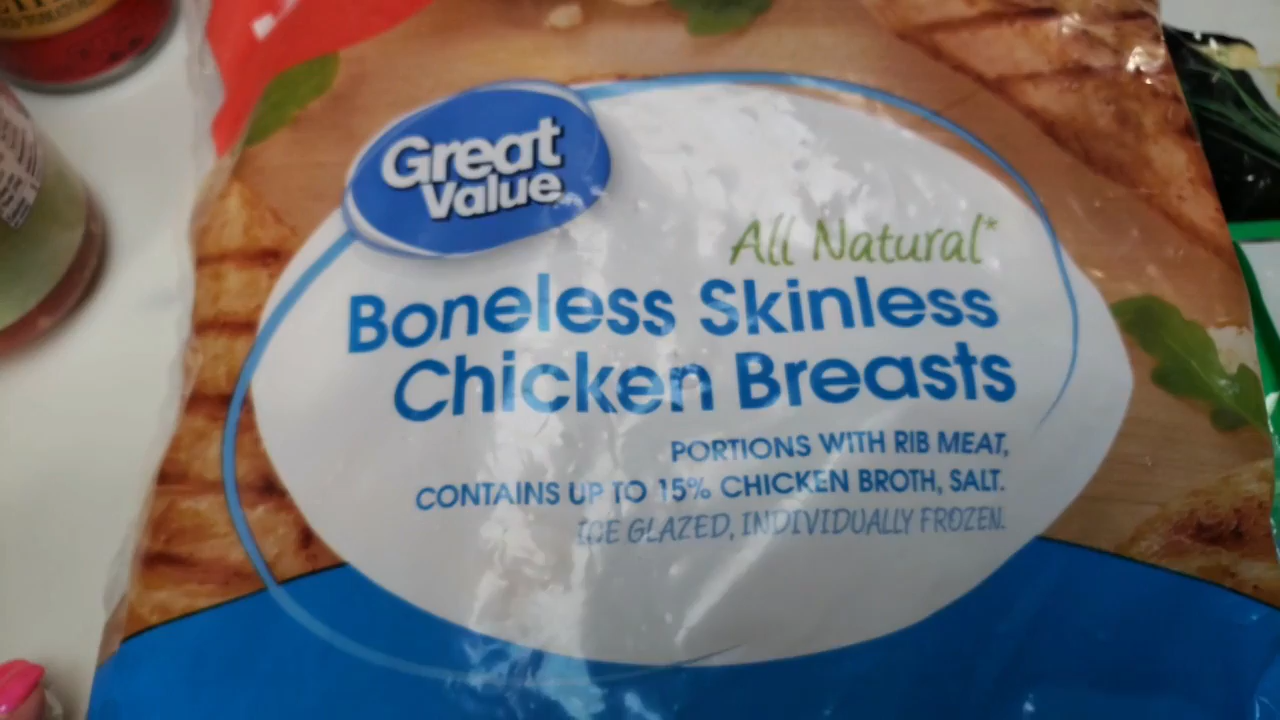 Great
Value
All Natural*
Boneless Skinless
Chicken Breasts
PORTIONS WITH RIB MEAT,
CONTAINS UP TO 15% CHICKEN BROTH, SALT.
ICE GLAZED, INDIVIDUALLY FROZEN.